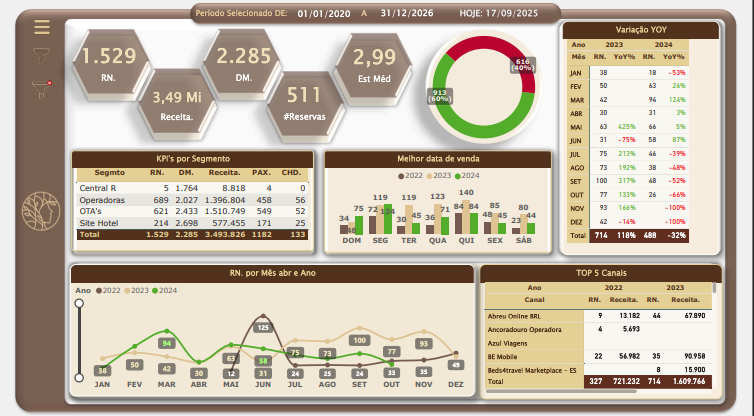 Período Selecionado DE: 01/01/2020 A 31/12/2026 HOJE: 17/09/2025
1.529
RN.
2.285
DM.
2,99
Est Méd
3,49 Mi
Receita.
511
#Reservas
616
(40%)
913
(60%)
Variação YOY
Ano 2023 2024
Mês RN. YoY% RN. YoY%
JAN 38 18 -53%
FEV 50 63 26%
MAR 42 94 124%
ABR 30 31 3%
MAI 63 425% 66 5%
JUN 31 -75% 58 87%
JUL 75 213% 46 -39%
AGO 73 192% 38 -48%
SET 100 317% 48 -52%
OUT 77 133% 26 -66%
NOV 93 166% -100%
DEZ 42 -14% -100%
Total 714 118% 488 -32%
KPI's por Segmento
Segmto RN. DM. Receita. PAX. CHD.
Central R 5 1.764 8.818 4 0
Operadoras 689 2.027 1.396.804 458 56
OTA's 621 2.433 1.510.749 549 52
Site Hotel 214 2.698 577.455 171 25
Total 1.529 2.285 3.493.826 1182 133
Melhor data de venda
2022 2023 2024
34 48 75
72 119 124
30 119 45
36 123 71
84 140 84
48 85 45
23 80 44
DOM SEG TER QUA QUI SEX SÁB
RN. por Mês abr e Ano
Ano 2022 2023 2024
38 50 94 42 30 63 12 125 58 31 75 24 73 25 100 24 77 33 93 35 49
JAN FEV MAR ABR MAI JUN JUL AGO SET OUT NOV DEZ
TOP 5 Canais
Ano 2022 2023
Canal RN. Receita. RN. Receita.
Abreu Online BRL 9 13.182 44 67.890
Ancoradouro Operadora 4 5.693
Azul Viagens
BE Mobile 22 56.982 35 90.958
Beds4travel Marketplace - ES 8 15.900
Total 327 721.232 714 1.609.766